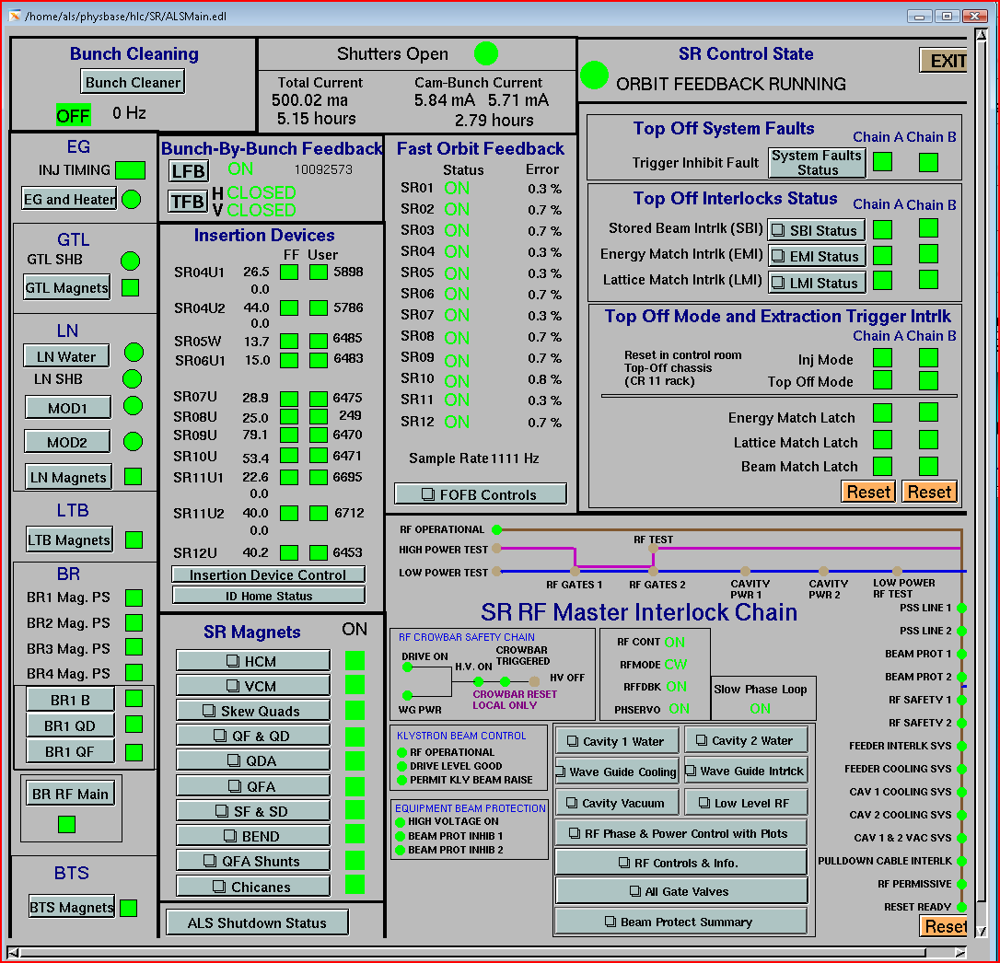 /home/als/physbase/hlc/SR/ALSMain.edl
Bunch Cleaning
Bunch Cleaner
OFF 0 Hz
Shutters Open
Total Current
500.02 ma
5.15 hours
Cam-Bunch Current
5.84 mA 5.71 mA
2.79 hours
SR Control State
EXIT
ORBIT FEEDBACK RUNNING
EG
INJ TIMING
EG and Heater
GTL
GTL SHB
GTL Magnets
LN
LN Water
LN SHB
MOD1
MOD2
LN Magnets
LTB
LTB Magnets
BR
BR1 Mag. PS
BR2 Mag. PS
BR3 Mag. PS
BR4 Mag. PS
BR1 B
BR1 QD
BR1 QF
BR RF Main
BTS
BTS Magnets
Bunch-By-Bunch Feedback
LFB ON 10092573
TFB H CLOSED
V CLOSED
Insertion Devices
FF User
SR04U1 26.5 5898
0.0
SR04U2 44.0 5786
0.0
SR05W 13.7 6485
SR06U1 15.0 6483
SR07U 28.9 6475
SR08U 25.0 249
SR09U 79.1 6470
SR10U 53.4 6471
SR11U1 22.6 6695
0.0
SR11U2 40.0 6712
0.0
SR12U 40.2 6453
Insertion Device Control
ID Home Status
SR Magnets ON
HCM
VCM
Skew Quads
QF & QD
QDA
QFA
SF & SD
BEND
QFA Shunts
Chicanes
ALS Shutdown Status
Fast Orbit Feedback
Status Error
SR01 ON 0.3 %
SR02 ON 0.7 %
SR03 ON 0.7 %
SR04 ON 0.3 %
SR05 ON 0.3 %
SR06 ON 0.7 %
SR07 ON 0.3 %
SR08 ON 0.7 %
SR09 ON 0.7 %
SR10 ON 0.8 %
SR11 ON 0.3 %
SR12 ON 0.7 %
Sample Rate 1111 Hz
FOFB Controls
Top Off System Faults
Chain A Chain B
Trigger Inhibit Fault
System Faults
Status
Top Off Interlocks Status
Chain A Chain B
Stored Beam Intrlk (SBI) SBI Status
Energy Match Intrlk (EMI) EMI Status
Lattice Match Intrlk (LMI) LMI Status
Top Off Mode and Extraction Trigger Intrlk
Chain A Chain B
Reset in control room
Top-Off chassis
(CR 11 rack)
Inj Mode
Top Off Mode
Energy Match Latch
Lattice Match Latch
Beam Match Latch
Reset Reset
RF OPERATIONAL
HIGH POWER TEST
LOW POWER TEST
RF TEST
RF GATES 1
RF GATES 2
CAVITY
PWR 1
CAVITY
PWR 2
LOW POWER
RF TEST
SR RF Master Interlock Chain
RF CROWBAR SAFETY CHAIN
DRIVE ON
H.V. ON
CROWBAR
TRIGGERED
HV OFF
CROWBAR RESET
LOCAL ONLY
WG PWR
RF CONT ON
RFMODE CW
RFFDBK ON
PHSERVO ON
Slow Phase Loop
ON
KLYSTRON BEAM CONTROL
RF OPERATIONAL
DRIVE LEVEL GOOD
PERMIT KLY BEAM RAISE
EQUIPMENT BEAM PROTECTION
HIGH VOLTAGE ON
BEAM PROT INHIB 1
BEAM PROT INHIB 2
Cavity 1 Water
Cavity 2 Water
Wave Guide Cooling
Wave Guide Intrlck
Cavity Vacuum
Low Level RF
RF Phase & Power Control with Plots
RF Controls & Info.
All Gate Valves
Beam Protect Summary
PSS LINE 1
PSS LINE 2
BEAM PROT 1
BEAM PROT 2
RF SAFETY 1
RF SAFETY 2
FEEDER INTERLK SYS
FEEDER COOLING SYS
CAV 1 COOLING SYS
CAV 2 COOLING SYS
CAV 1 & 2 VAC SYS
PULLDOWN CABLE INTERLK
RF PERMISSIVE
RESET READY
Reset